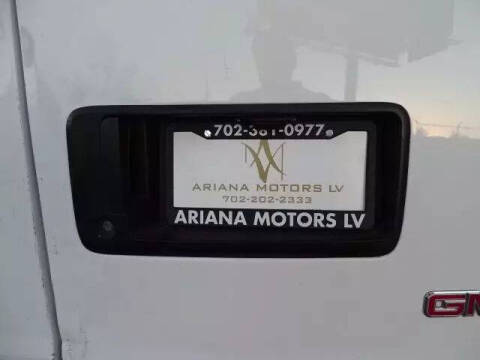 702-381-0977
ARIANA MOTORS LV
702-202-2333
ARIANA MOTORS LV